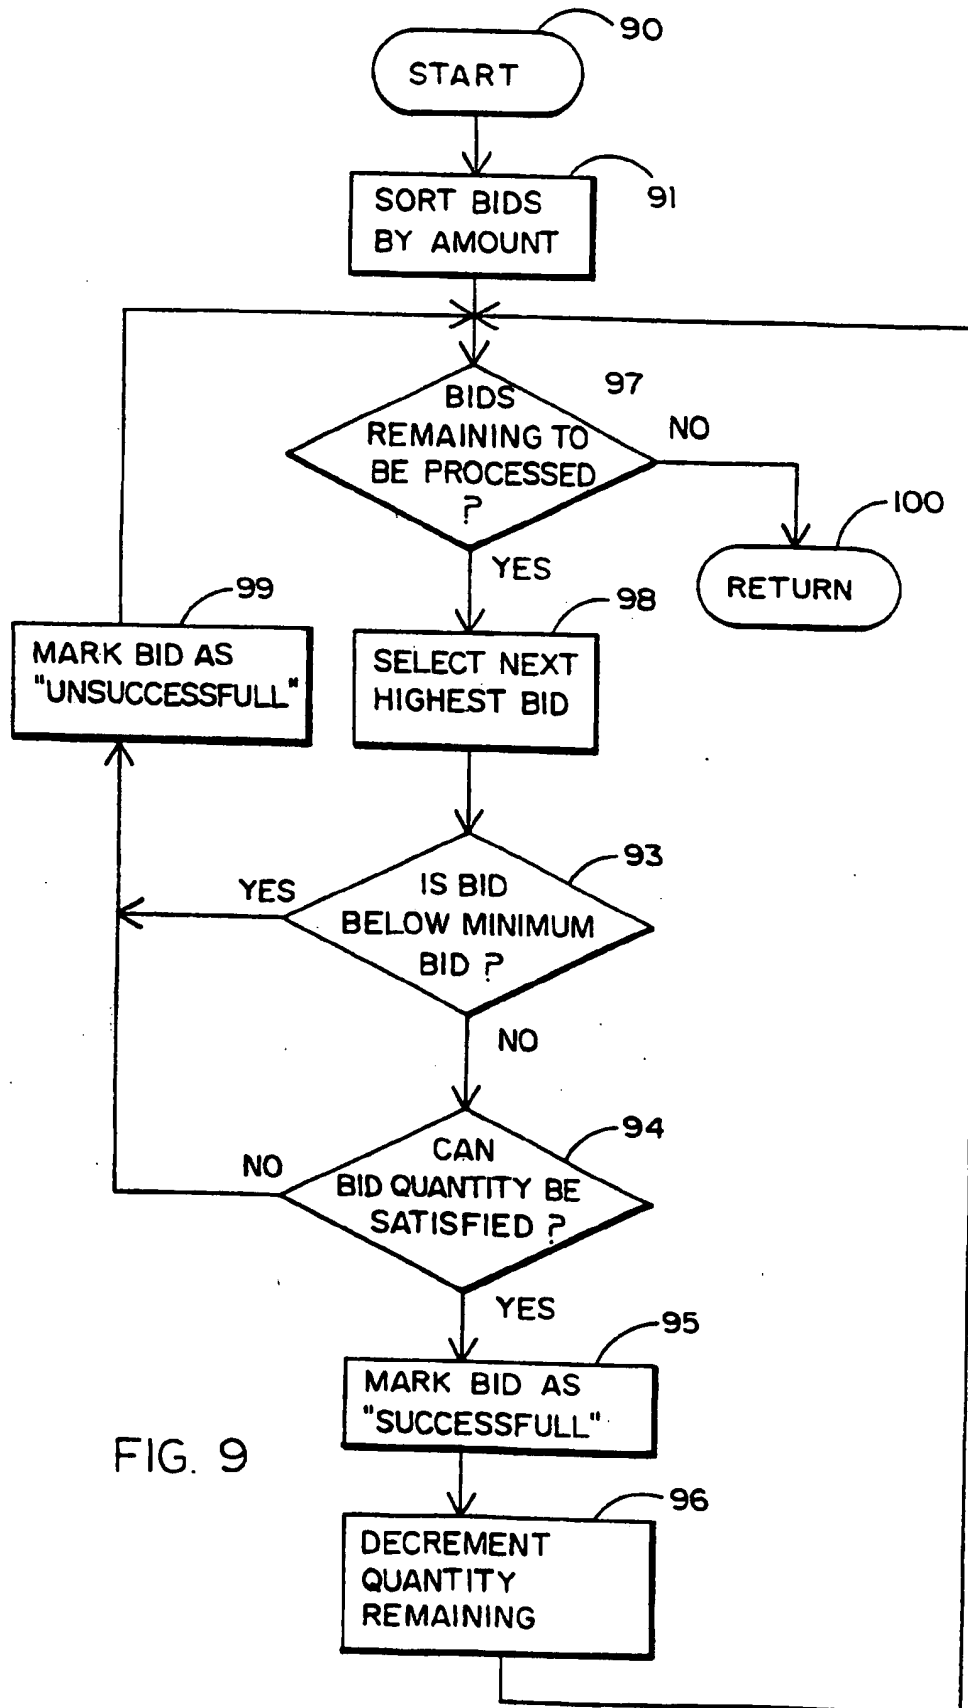 90
START
91
SORT BIDS
BY AMOUNT
97
BIDS
REMAINING TO
BE PROCESSED
?
NO
100
RETURN
YES
99
MARK BID AS
"UNSUCCESSFULL"
98
SELECT NEXT
HIGHEST BID
93
IS BID
BELOW MINIMUM
BID ?
YES
NO
94
CAN
BID QUANTITY BE
SATISFIED ?
NO
YES
95
MARK BID AS
"SUCCESSFULL"
FIG. 9
96
DECREMENT
QUANTITY
REMAINING